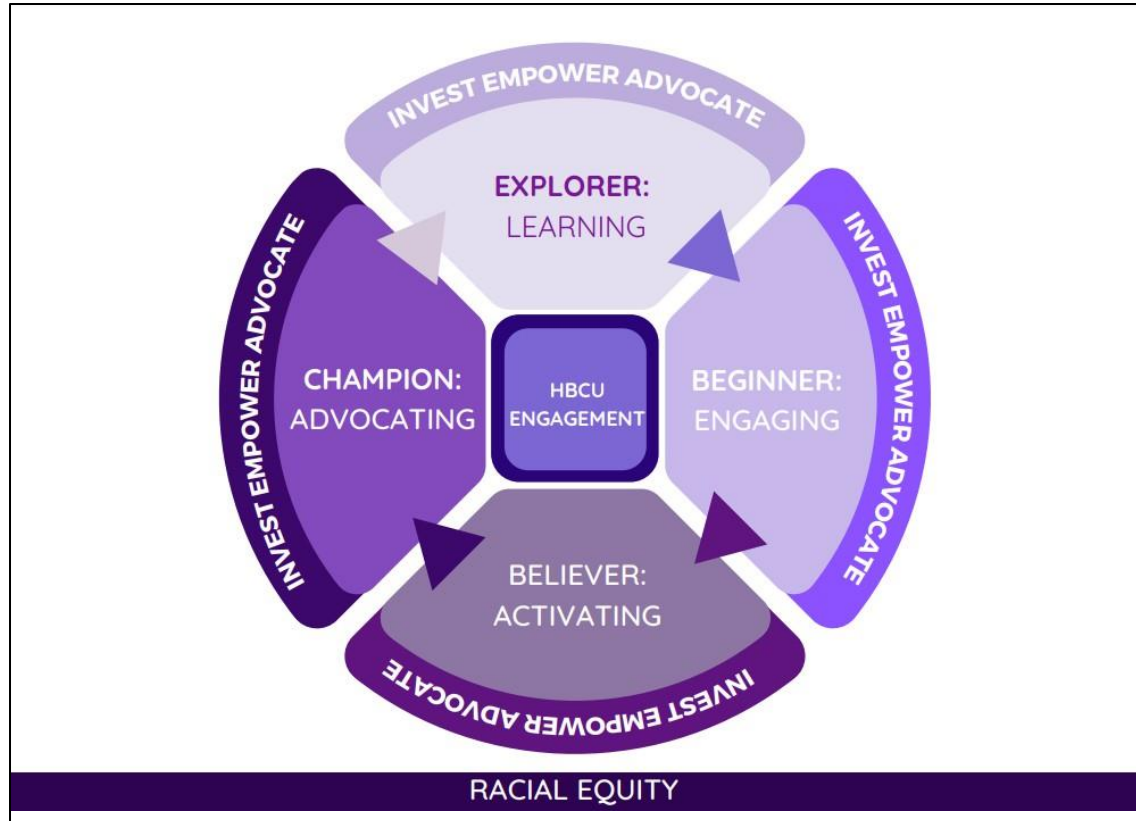 INVEST EMPOWER ADVOCATE
EXPLORER:
LEARNING
INVEST EMPOWER ADVOCATE
BEGINNER:
ENGAGING
INVEST EMPOWER ADVOCATE
BELIEVER:
ACTIVATING
INVEST EMPOWER ADVOCATE
CHAMPION:
ADVOCATING
HBCU
ENGAGEMENT
RACIAL EQUITY